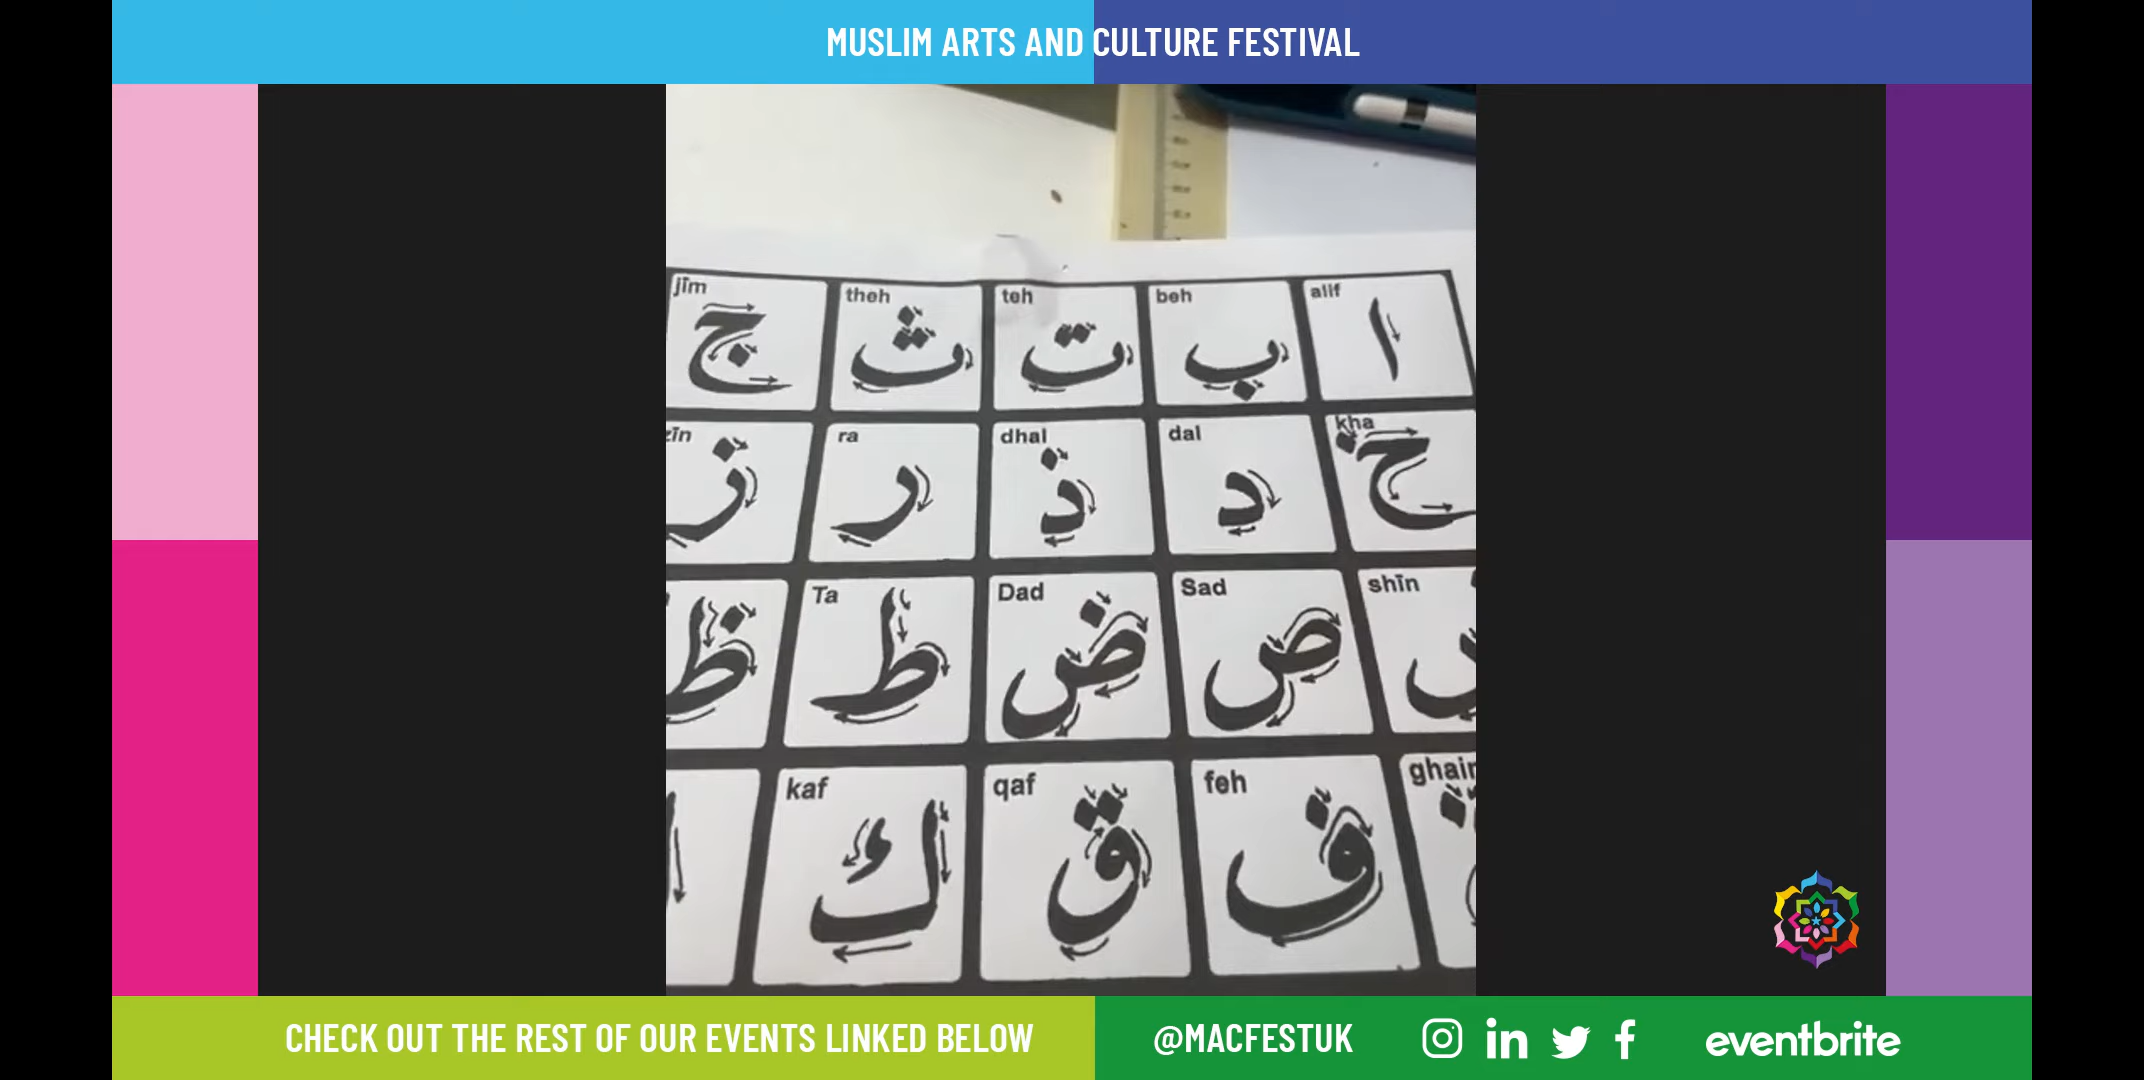 MUSLIM ARTS AND CULTURE FESTIVAL
alif beh teh theh jīm
ا ب ت ث ج
kha dal dhal ra
خ د ذ ر ز
shīn Sad Dad Ta
ص ض ط ظ
feh qaf kaf
ف ق ك
CHECK OUT THE REST OF OUR EVENTS LINKED BELOW
@MACFESTUK
eventbrite